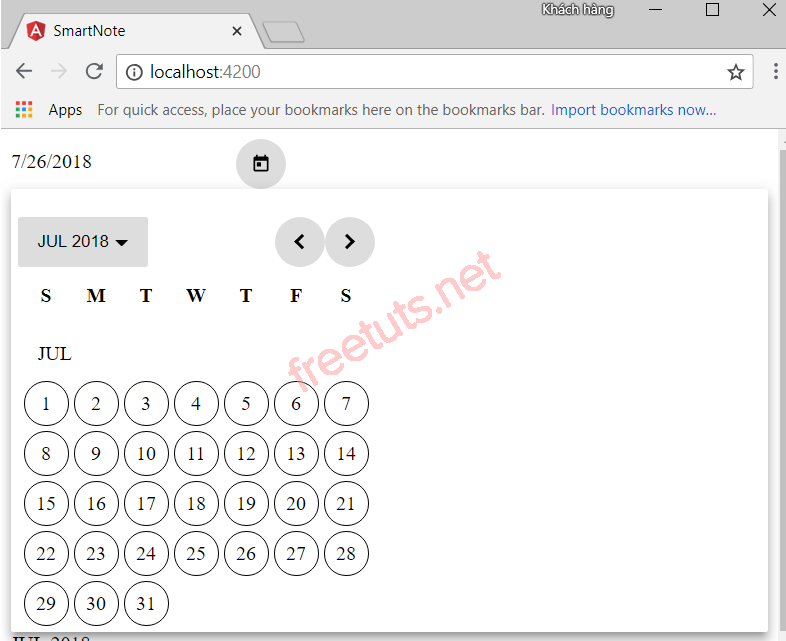 Khách hàng
SmartNote
localhost:4200
Apps For quick access, place your bookmarks here on the bookmarks bar. Import bookmarks now...
7/26/2018
JUL 2018
S M T W T F S
JUL
1 2 3 4 5 6 7
8 9 10 11 12 13 14
15 16 17 18 19 20 21
22 23 24 25 26 27 28
29 30 31
freetuts.net
JUL 2018